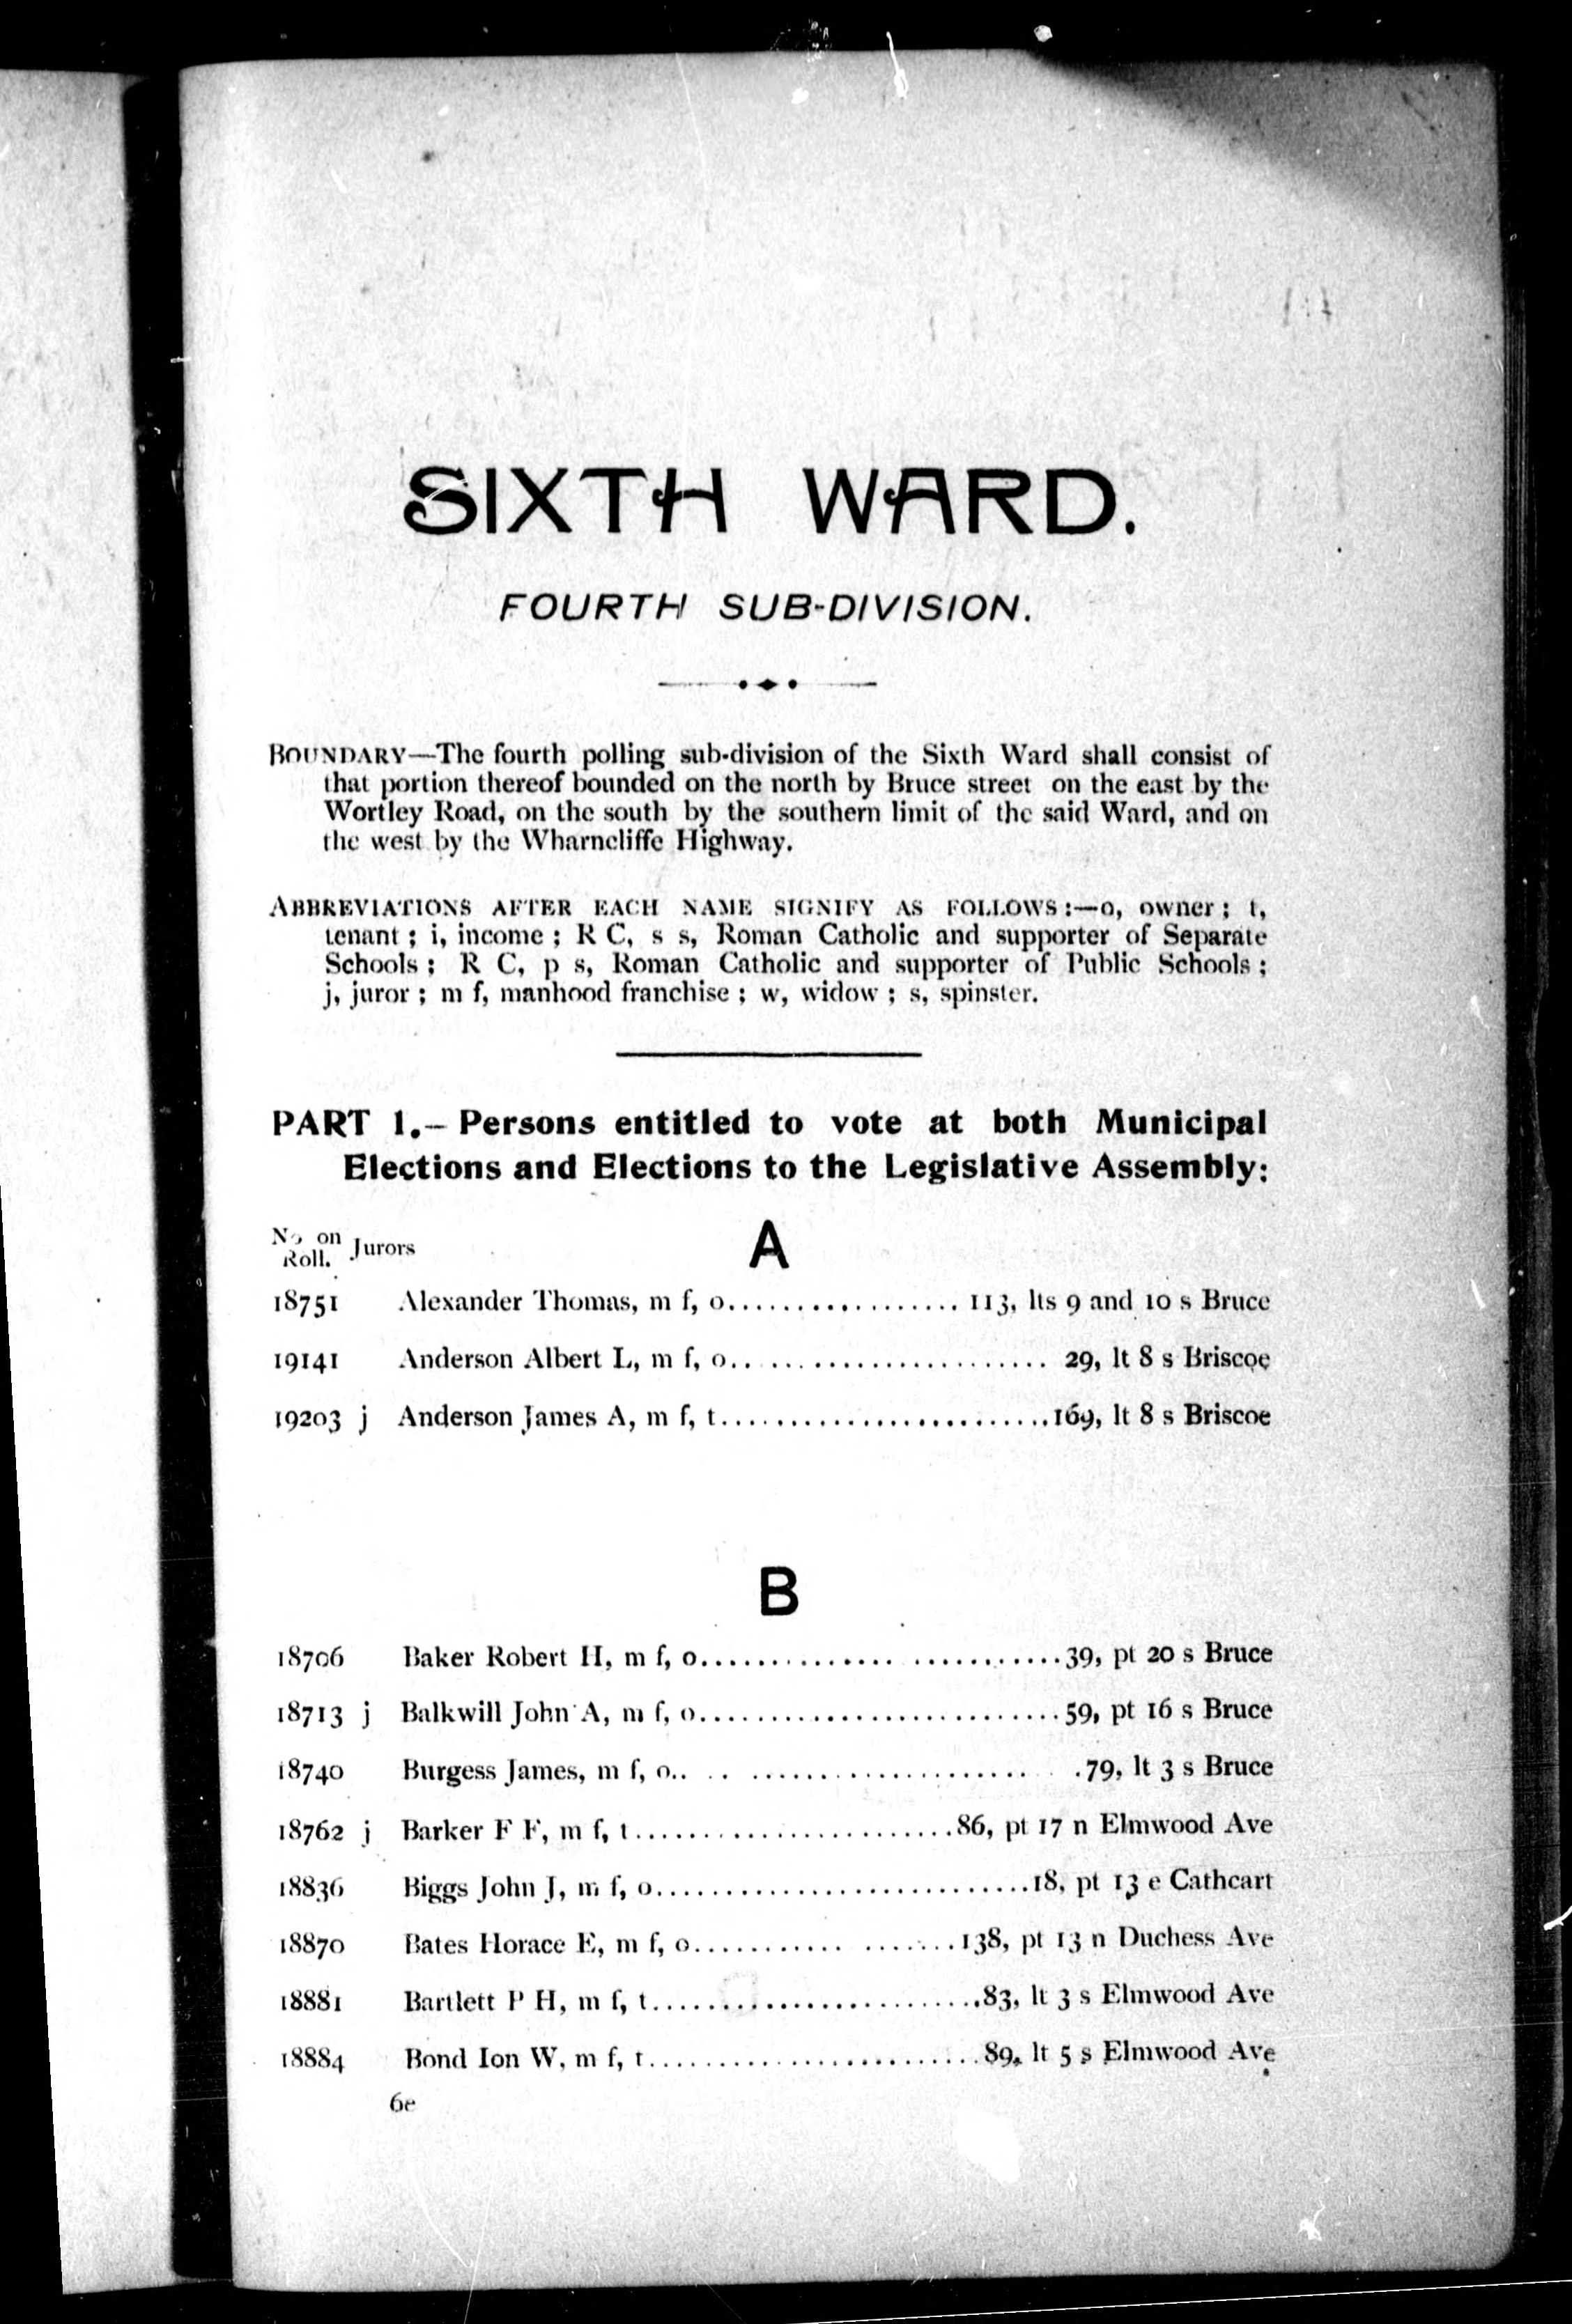 SIXTH WARD.
FOURTH SUB-DIVISION.
BOUNDARY—The fourth polling sub-division of the Sixth Ward shall consist of
that portion thereof bounded on the north by Bruce street on the east by the
Wortley Road, on the south by the southern limit of the said Ward, and on
the west by the Wharncliffe Highway.
ABBREVIATIONS AFTER EACH NAME SIGNIFY AS FOLLOWS:—o, owner; t,
tenant; i, income; R C, s s, Roman Catholic and supporter of Separate
Schools; R C, p s, Roman Catholic and supporter of Public Schools;
j, juror; m f, manhood franchise; w, widow; s, spinster.
PART 1.—Persons entitled to vote at both Municipal
Elections and Elections to the Legislative Assembly:
No on Roll. Jurors
A
18751 Alexander Thomas, m f, o................. 113, lts 9 and 10 s Bruce
19141 Anderson Albert L, m f, o....................... 29, lt 8 s Briscoe
19203 j Anderson James A, m f, t........................169, lt 8 s Briscoe
B
18706 Baker Robert H, m f, o..........................39, pt 20 s Bruce
18713 j Balkwill John A, m f, o..........................59, pt 16 s Bruce
18740 Burgess James, m f, o..........................79, lt 3 s Bruce
18762 j Barker F F, m f, t.......................86, pt 17 n Elmwood Ave
18836 Biggs John J, m f, o...........................18, pt 13 e Cathcart
18870 Bates Horace E, m f, o..................138, pt 13 n Duchess Ave
18881 Bartlett P H, m f, t........................83, lt 3 s Elmwood Ave
18884 Bond Ion W, m f, t........................89, lt 5 s Elmwood Ave
6e